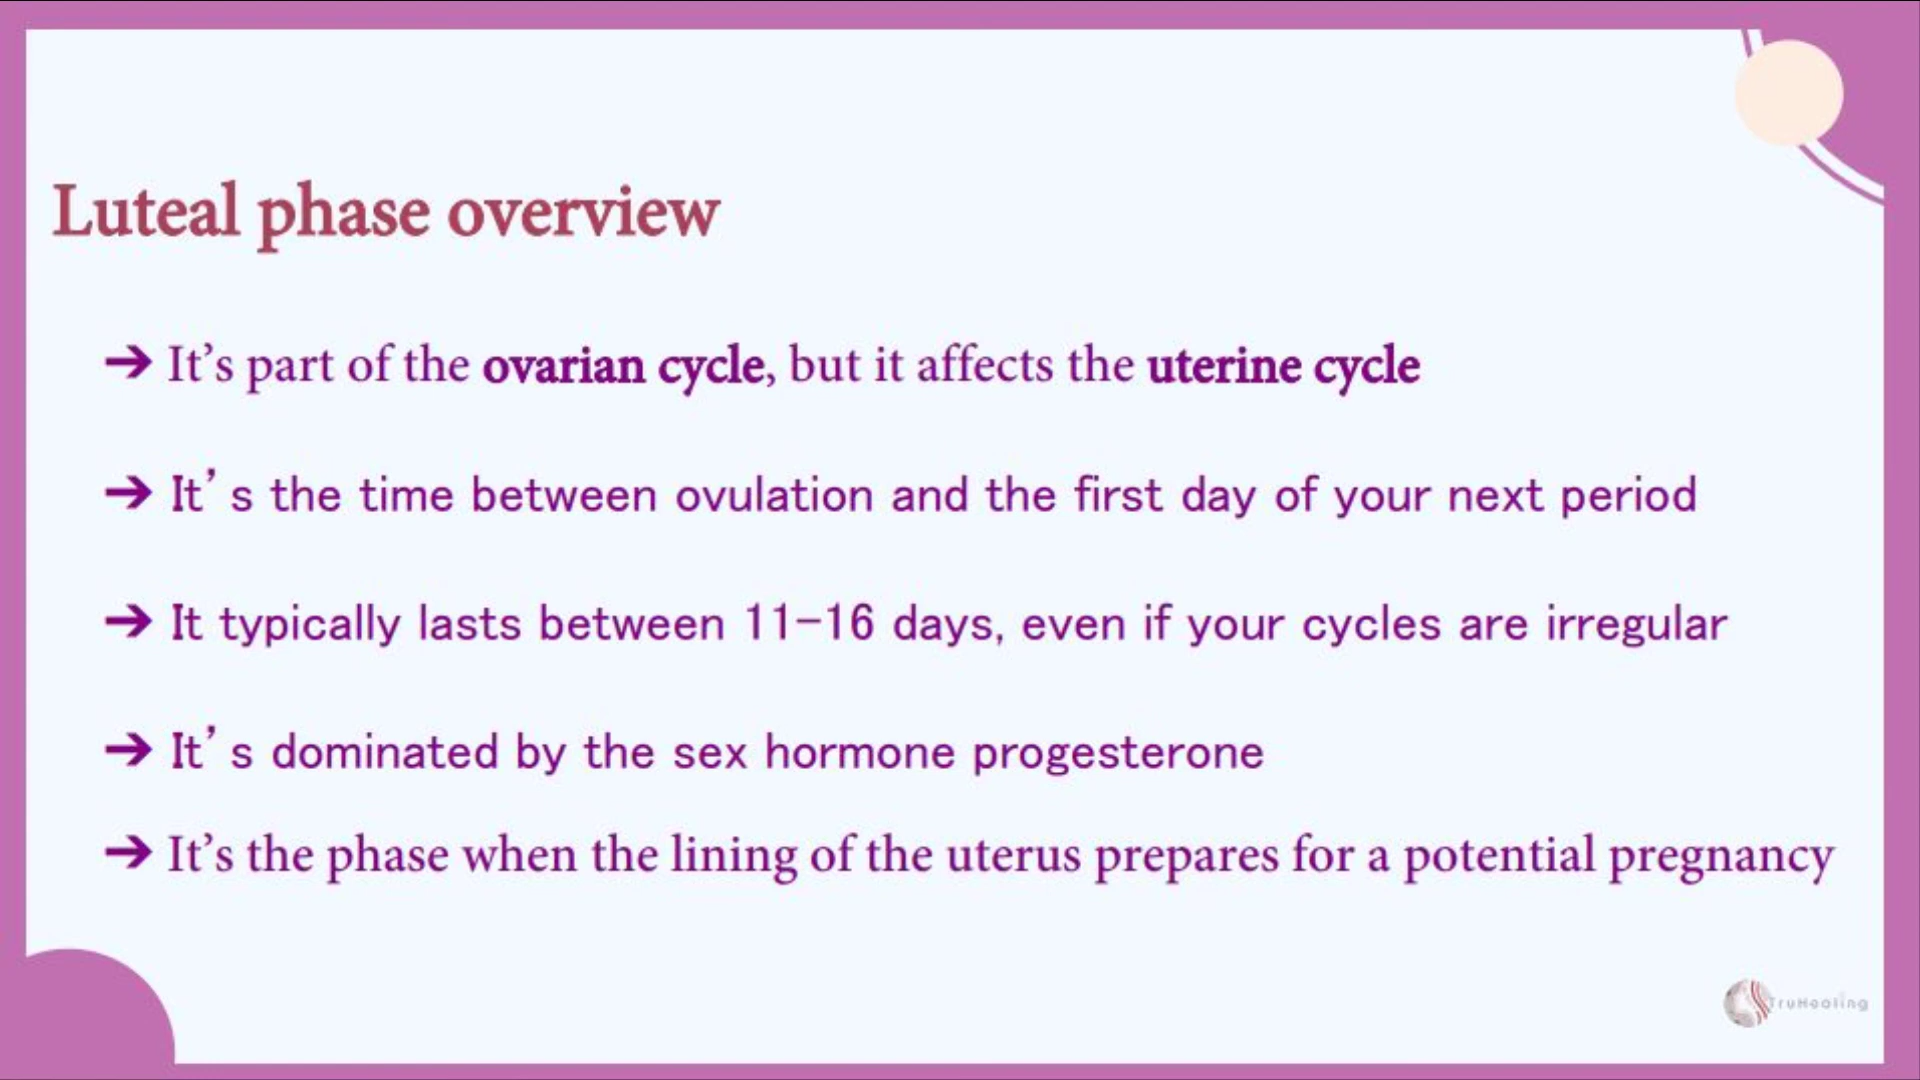 Luteal phase overview
➔ It’s part of the ovarian cycle, but it affects the uterine cycle
➔ It’s the time between ovulation and the first day of your next period
➔ It typically lasts between 11-16 days, even if your cycles are irregular
➔ It’s dominated by the sex hormone progesterone
➔ It’s the phase when the lining of the uterus prepares for a potential pregnancy
TruHealing